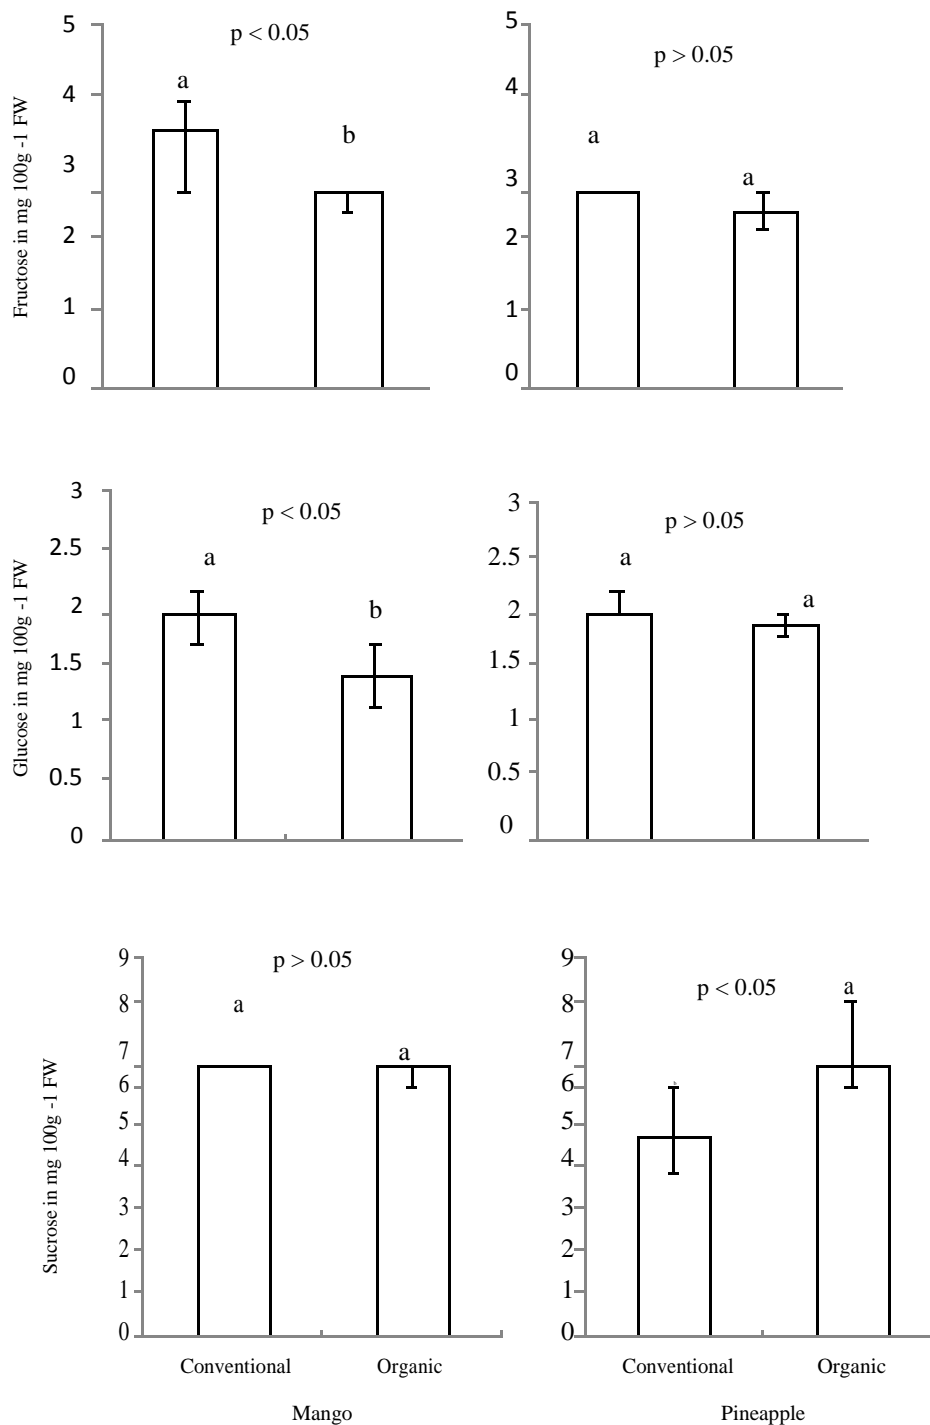 5
4
3
2
1
0
Fructose in mg 100g -1 FW
p < 0.05
a
b
5
4
3
2
1
0
p > 0.05
a
a
3
2.5
2
1.5
1
0.5
0
Glucose in mg 100g -1 FW
p < 0.05
a
b
3
2.5
2
1.5
1
0.5
0
p > 0.05
a
a
9
8
7
6
5
4
3
2
1
0
Sucrose in mg 100g -1 FW
p > 0.05
a
a
Conventional Organic
Mango
9
8
7
6
5
4
3
2
1
0
p < 0.05
a
Conventional Organic
Pineapple